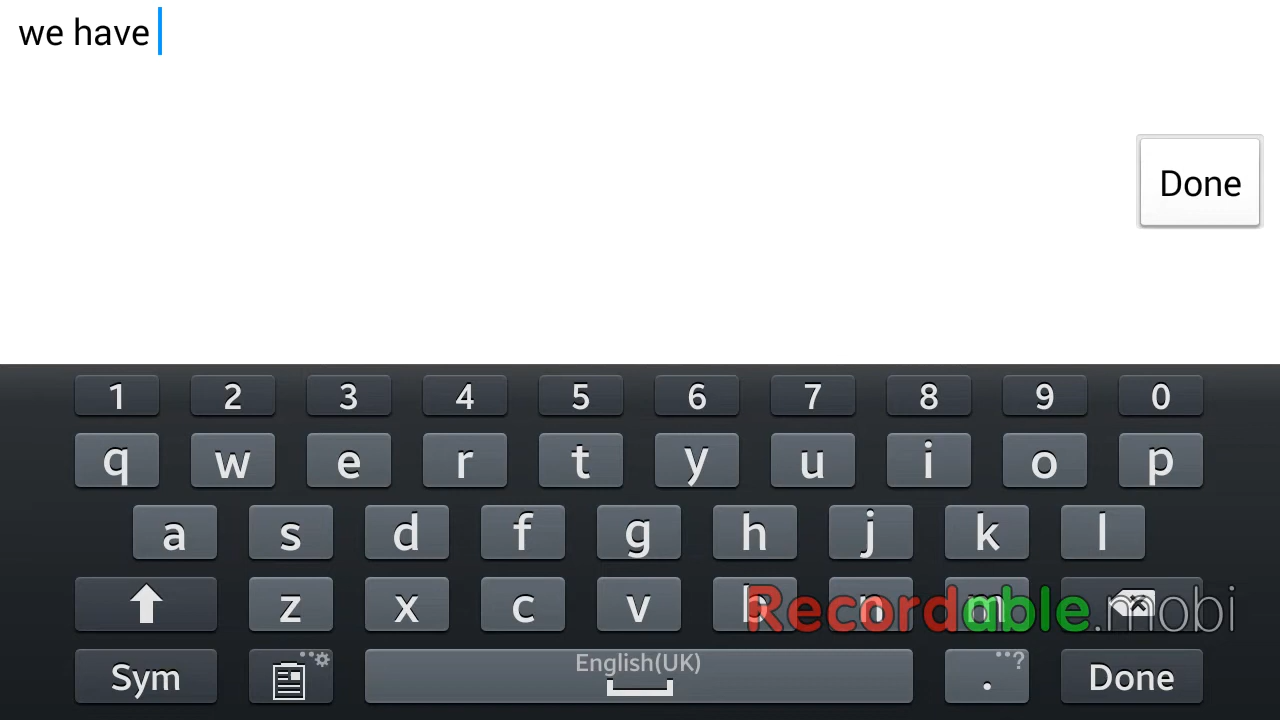 we have
Done
1 2 3 4 5 6 7 8 9 0
q w e r t y u i o p
a s d f g h j k l
z x c v b n m
Recordable.mobi
Sym English(UK) . ? Done